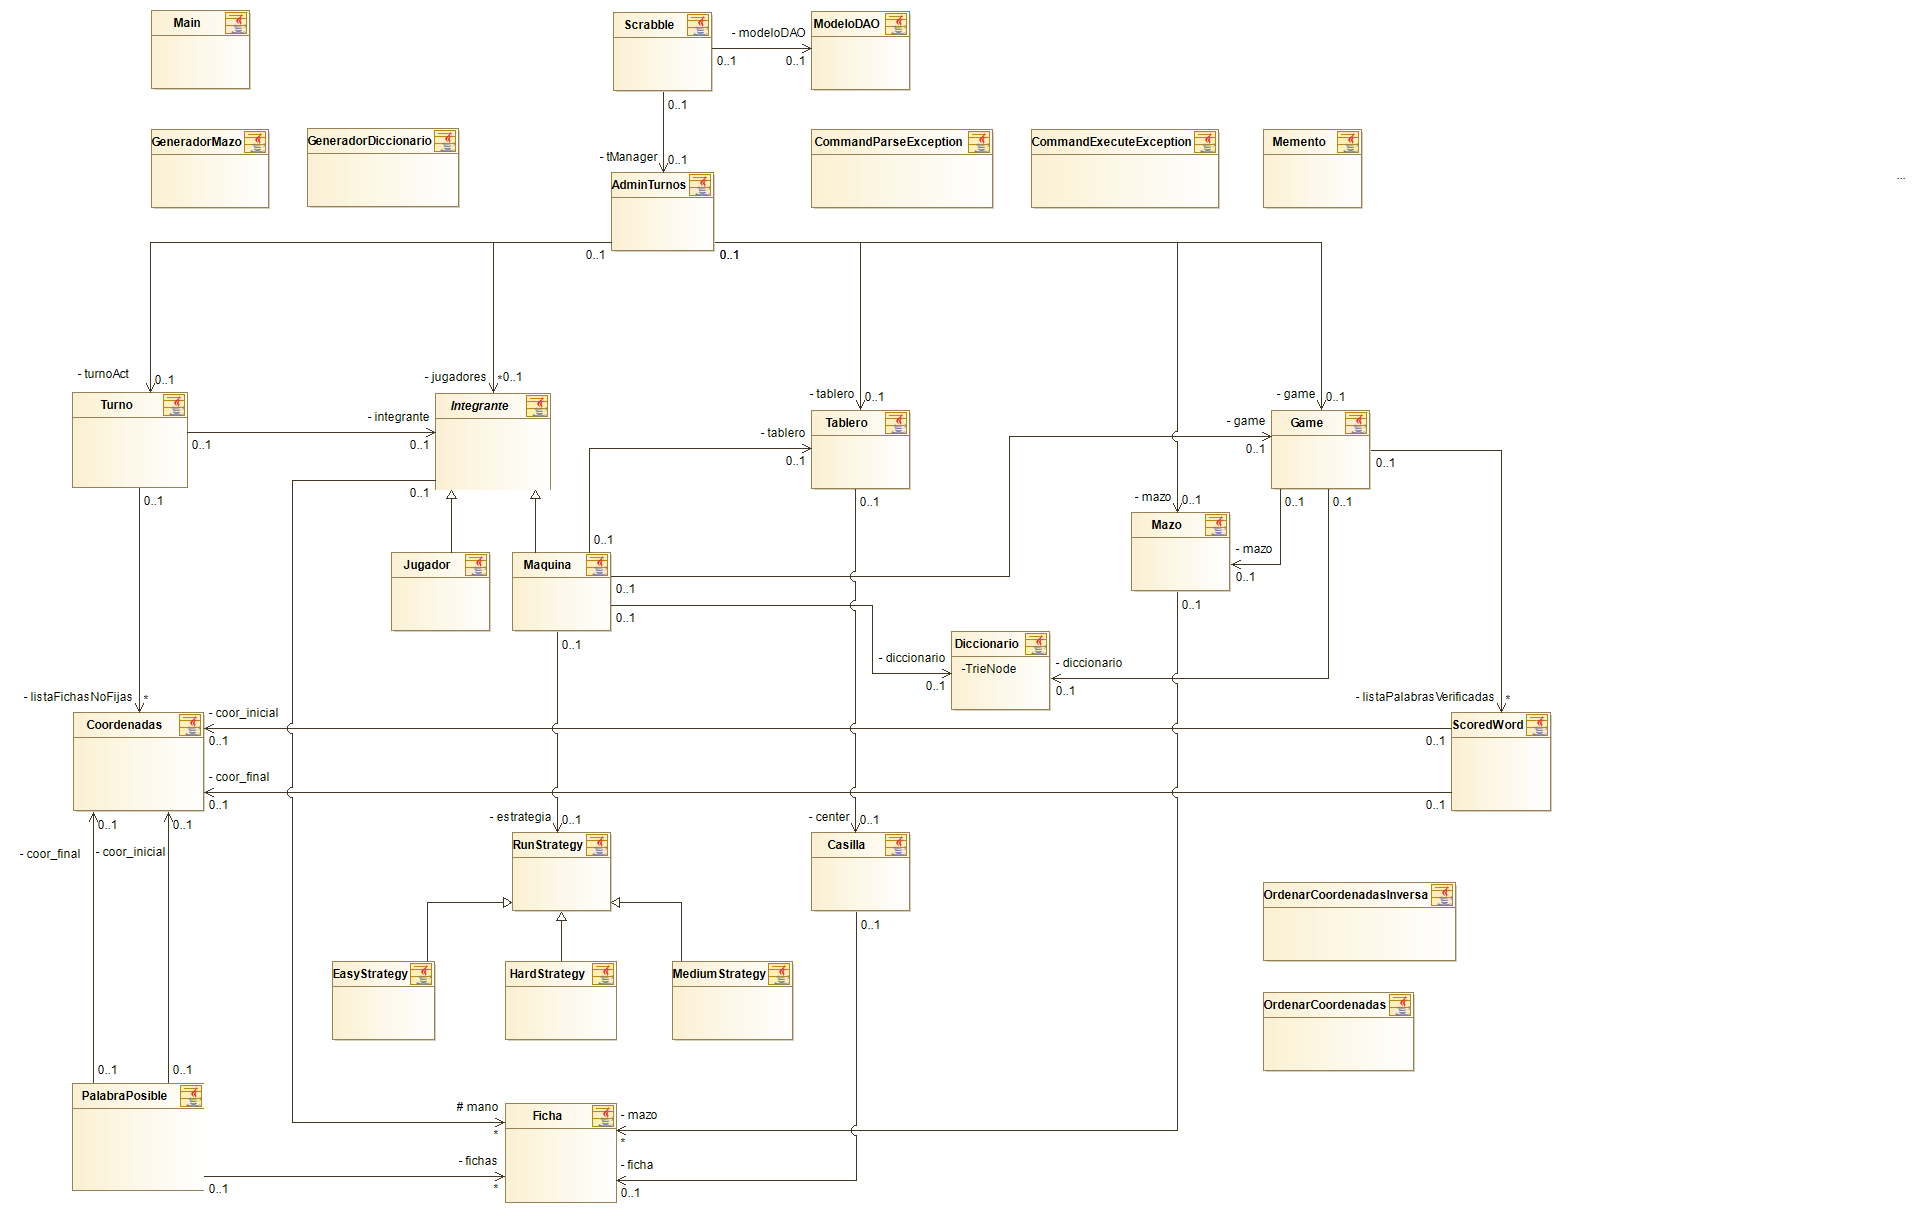 Main
Scrabble
- modeloDAO
ModeloDAO
0..1
0..1
0..1
GeneradorMazo
GeneradorDiccionario
- tManager
0..1
CommandParseException
CommandExecuteException
Memento
...
AdminTurnos
0..1
0..1
- turnoAct
0..1
- jugadores
*0..1
- tablero
0..1
- game
0..1
Turno
- integrante
0..1
0..1
Integrante
0..1
- tablero
0..1
Tablero
0..1
- game
0..1
Game
0..1
0..1
0..1
0..1
- mazo
0..1
Mazo
- mazo
0..1
0..1
Jugador
0..1
Maquina
0..1
0..1
0..1
- diccionario
0..1
Diccionario
-TrieNode
- diccionario
0..1
- listaFichasNoFijas
*
- listaPalabrasVerificadas
*
Coordenadas
- coor_inicial
0..1
- coor_final
0..1
ScoredWord
0..1
0..1
0..1
0..1
- coor_final
- coor_inicial
- estrategia
0..1
RunStrategy
- center
0..1
Casilla
0..1
OrdenarCoordenadasInversa
EasyStrategy
HardStrategy
MediumStrategy
OrdenarCoordenadas
0..1
0..1
PalabraPosible
0..1
# mano
*
- fichas
*
Ficha
- mazo
*
- ficha
0..1